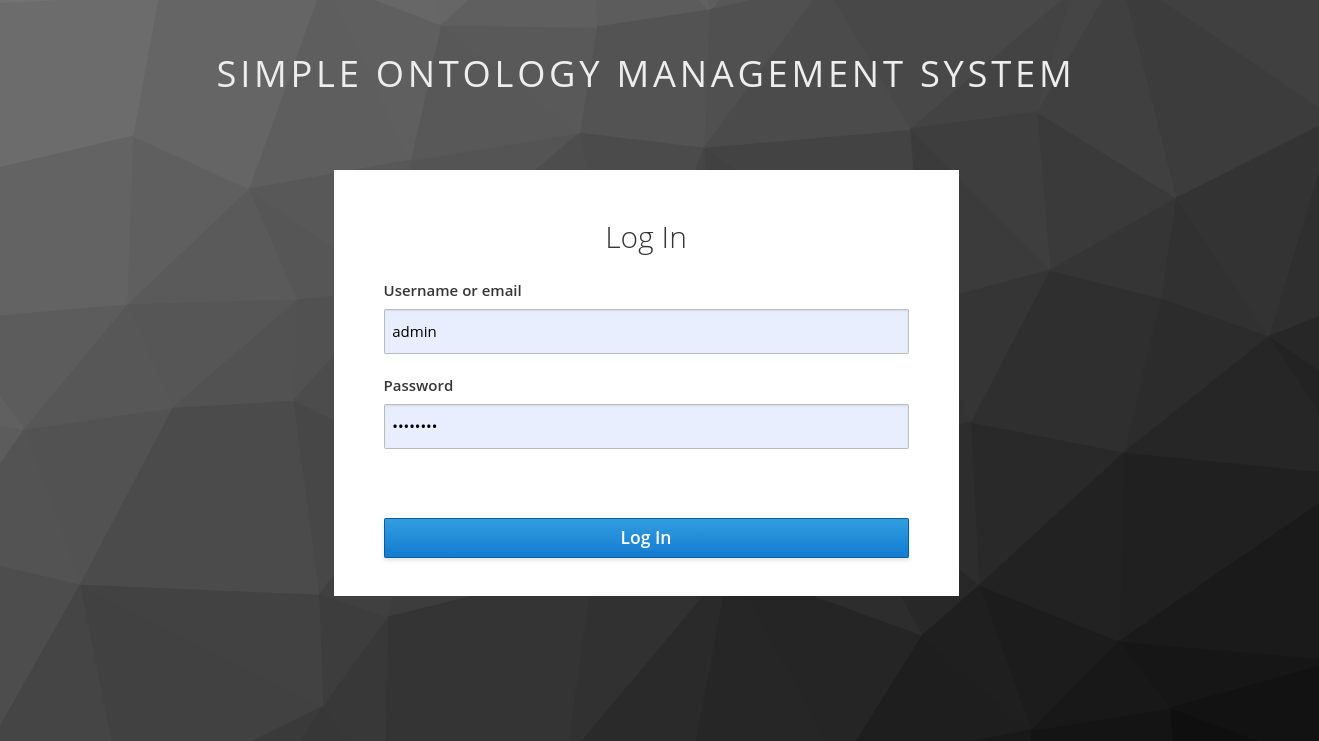 SIMPLE ONTOLOGY MANAGEMENT SYSTEM
Log In
Username or email
admin
Password
••••••••
Log In